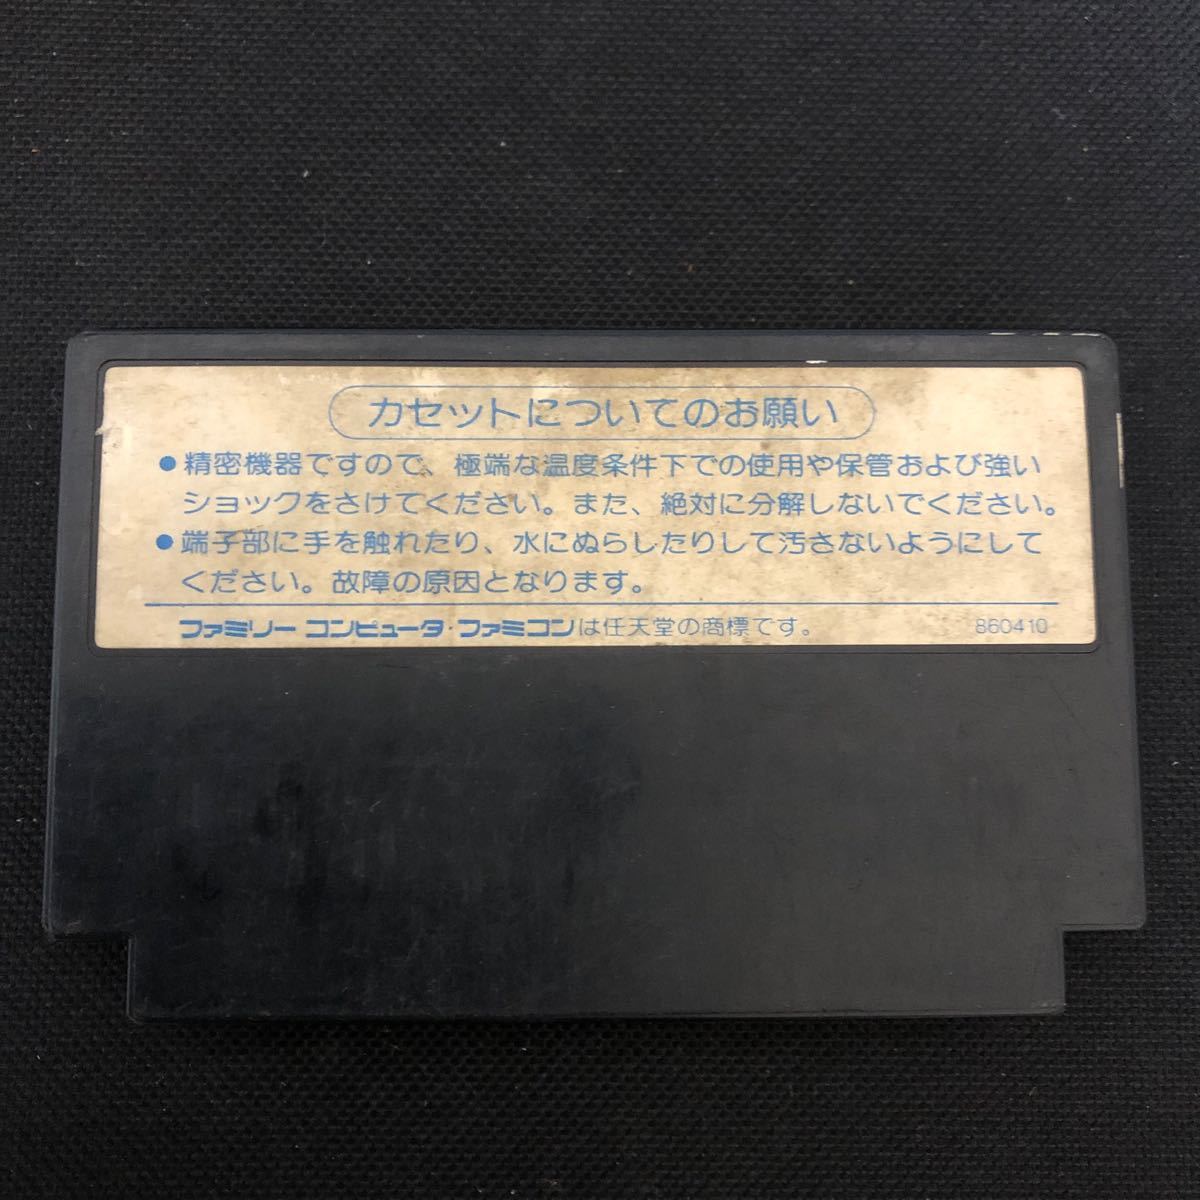 カセットについてのお願い
●精密機器ですので、極端な温度条件下での使用や保管および強い
ショックをさけてください。また、絶対に分解しないでください。
●端子部に手を触れたり、水にぬらしたりして汚さないようにして
ください。故障の原因となります。
ファミリーコンピュータ・ファミコンは任天堂の商標です。 860410